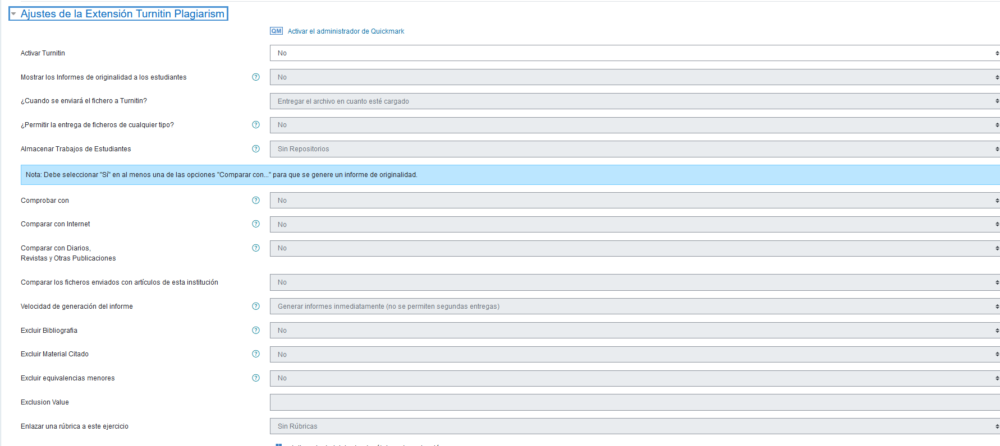 Ajustes de la Extensión Turnitin Plagiarism
QM Activar el administrador de Quickmark
Activar Turnitin No
Mostrar los Informes de originalidad a los estudiantes ? No
¿Cuando se enviará el fichero a Turnitin? Entregar el archivo en cuanto esté cargado
¿Permitir la entrega de ficheros de cualquier tipo? ? No
Almacenar Trabajos de Estudiantes ? Sin Repositorios
Nota: Debe seleccionar "Sí" en al menos una de las opciones "Comparar con..." para que se genere un informe de originalidad.
Comprobar con ? No
Comparar con Internet ? No
Comparar con Diarios, ? No
Revistas y Otras Publicaciones
Comparar los ficheros enviados con artículos de esta institución No
Velocidad de generación del informe ? Generar informes inmediatamente (no se permiten segundas entregas)
Excluir Bibliografia ? No
Excluir Material Citado ? No
Excluir equivalencias menores ? No
Exclusion Value
Enlazar una rúbrica a este ejercicio Sin Rúbricas